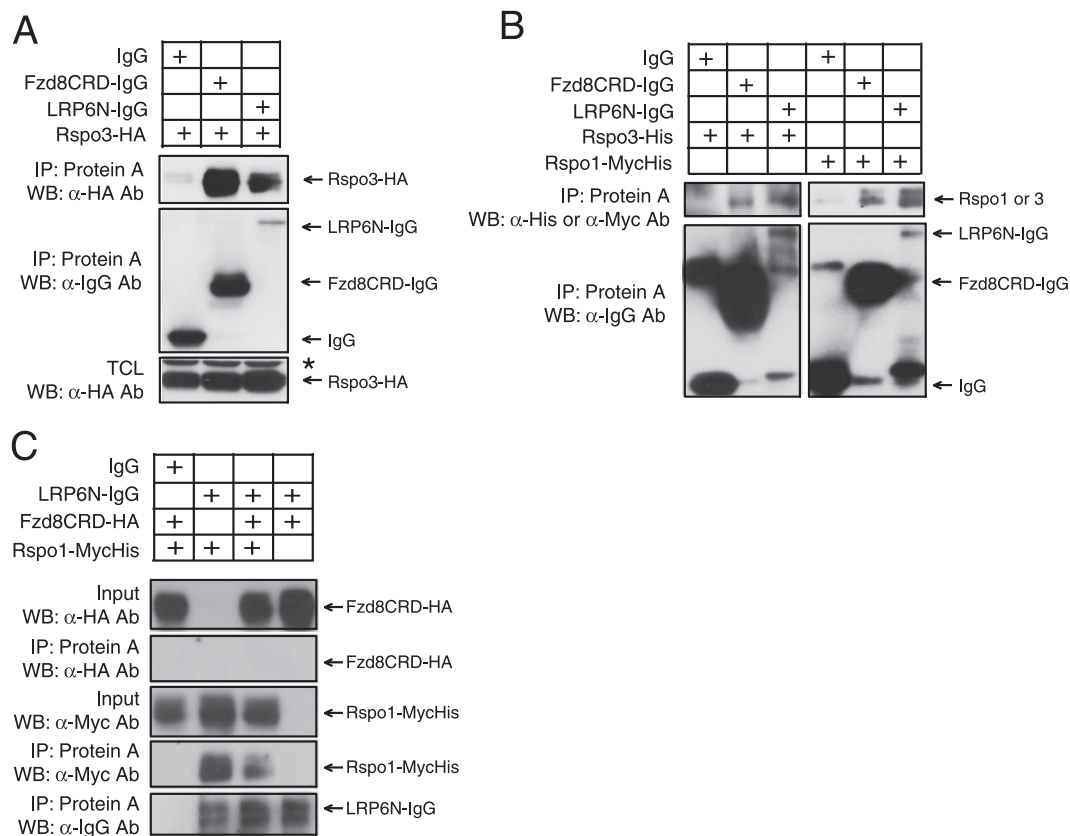 A
IgG +
Fzd8CRD-IgG +
LRP6N-IgG +
Rspo3-HA + + +
IP: Protein A
WB: α-HA Ab
←Rspo3-HA
IP: Protein A
WB: α-IgG Ab
←LRP6N-IgG
←Fzd8CRD-IgG
←IgG
TCL
WB: α-HA Ab
*
←Rspo3-HA
B
IgG + +
Fzd8CRD-IgG + +
LRP6N-IgG + +
Rspo3-His + + +
Rspo1-MycHis + + +
IP: Protein A
WB: α-His or α-Myc Ab
←Rspo1 or 3
IP: Protein A
WB: α-IgG Ab
←LRP6N-IgG
←Fzd8CRD-IgG
←IgG
C
IgG +
LRP6N-IgG + + +
Fzd8CRD-HA + + +
Rspo1-MycHis + + +
Input
WB: α-HA Ab
←Fzd8CRD-HA
IP: Protein A
WB: α-HA Ab
←Fzd8CRD-HA
Input
WB: α-Myc Ab
←Rspo1-MycHis
IP: Protein A
WB: α-Myc Ab
←Rspo1-MycHis
IP: Protein A
WB: α-IgG Ab
←LRP6N-IgG